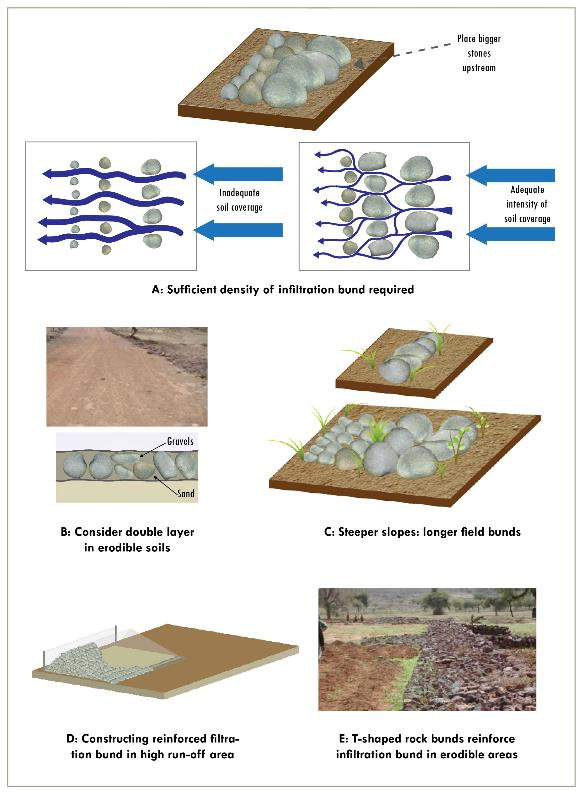 Place bigger
stones
upstream
Inadequate
soil coverage
Adequate
intensity of
soil coverage
A: Sufficient density of infiltration bund required
Gravels
Sand
B: Consider double layer
in erodible soils
C: Steeper slopes: longer field bunds
D: Constructing reinforced filtra-
tion bund in high run-off area
E: T-shaped rock bunds reinforce
infiltration bund in erodible areas